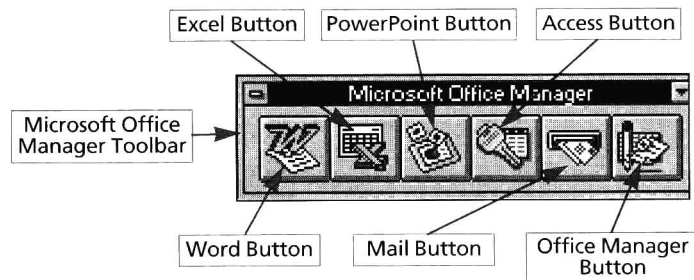 Excel Button
PowerPoint Button
Access Button
Microsoft Office Manager
Microsoft Office
Manager Toolbar
Word Button
Mail Button
Office Manager
Button